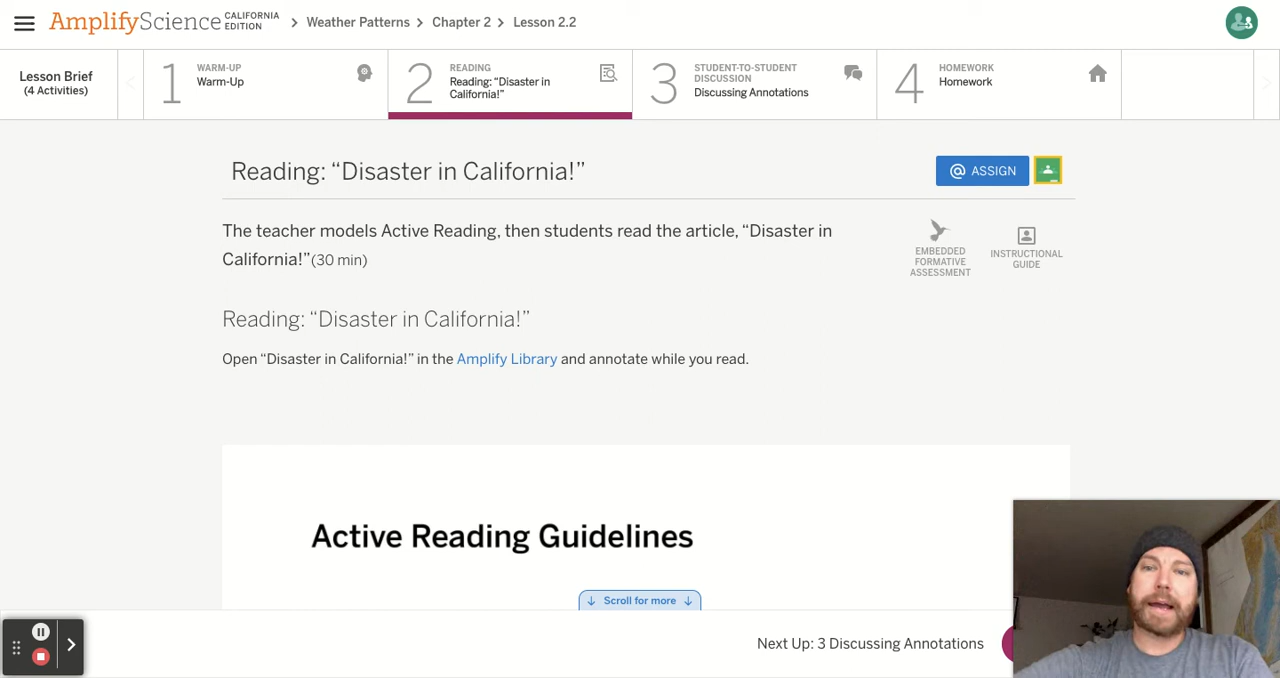 AmplifyScience CALIFORNIA EDITION > Weather Patterns > Chapter 2 > Lesson 2.2
Lesson Brief
(4 Activities)
1
WARM-UP
Warm-Up
2
READING
Reading: “Disaster in
California!”
3
STUDENT-TO-STUDENT
DISCUSSION
Discussing Annotations
4
HOMEWORK
Homework
Reading: “Disaster in California!”
@ ASSIGN
The teacher models Active Reading, then students read the article, “Disaster in
California!”(30 min)
EMBEDDED
FORMATIVE
ASSESSMENT
INSTRUCTIONAL
GUIDE
Reading: “Disaster in California!”
Open “Disaster in California!” in the Amplify Library and annotate while you read.
Active Reading Guidelines
↓ Scroll for more ↓
Next Up: 3 Discussing Annotations